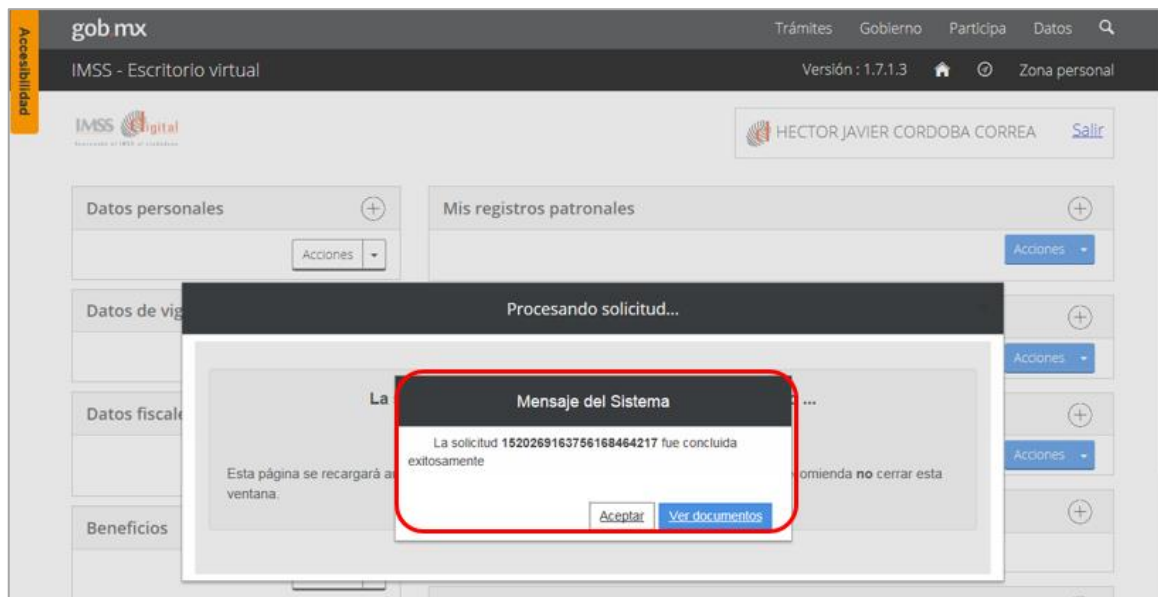 Accesibilidad
gob.mx
Trámites Gobierno Participa Datos
IMSS - Escritorio virtual
Versión : 1.7.1.3 Zona personal
IMSS digital
HECTOR JAVIER CORDOBA CORREA Salir
Datos personales
Mis registros patronales
Acciones
Acciones
Datos de vig
Procesando solicitud...
Acciones
La
...
Mensaje del Sistema
Datos fiscale
La solicitud 1520269163756168464217 fue concluida
exitosamente
Acciones
Esta página se recargará a
omienda no cerrar esta
ventana.
Aceptar Ver documentos
Beneficios